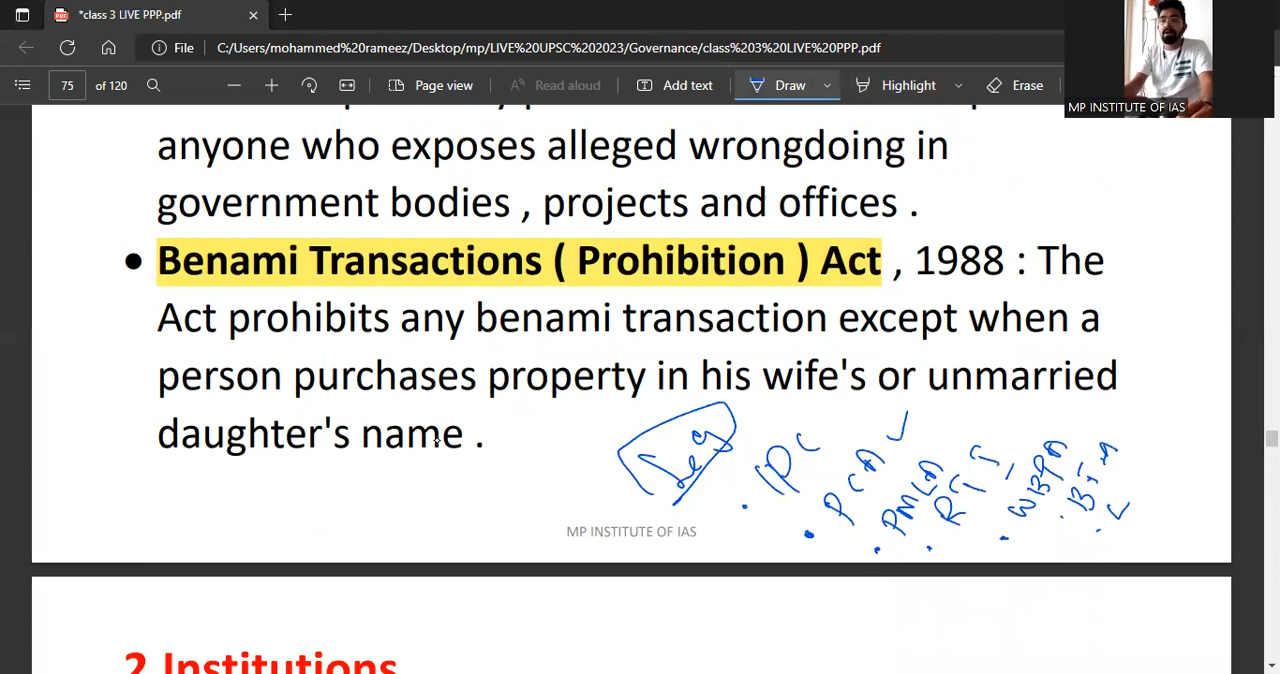 *class 3 LIVE PPP.pdf
File C:/Users/mohammed%20rameez/Desktop/mp/LIVE%20UPSC%202023/Governance/class%203%20LIVE%20PPP.pdf
75 of 120 Page view Read aloud Add text Draw Highlight Erase
MP INSTITUTE OF IAS
anyone who exposes alleged wrongdoing in
government bodies , projects and offices .
• Benami Transactions ( Prohibition ) Act , 1988 : The
Act prohibits any benami transaction except when a
person purchases property in his wife's or unmarried
daughter's name .
IPC
PCA
PMLA
WBPA
MP INSTITUTE OF IAS
2 Institutions